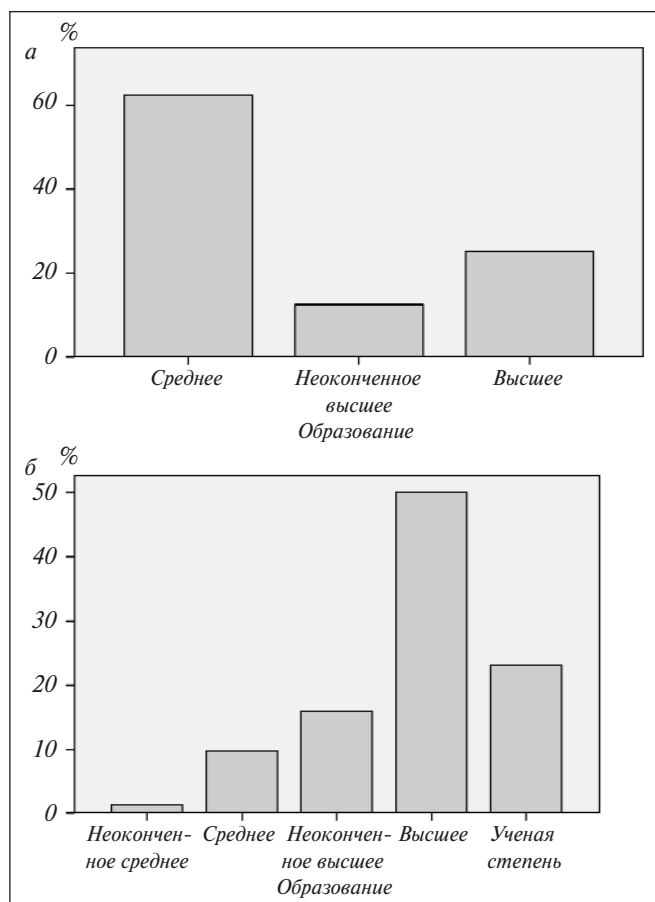 а %
60
40
20
0
Среднее Неоконченное Высшее
высшее
Образование
б %
50
40
30
20
10
0
Неокончен- Среднее Неокончен- Высшее Ученая
ное среднее ное высшее степень
Образование